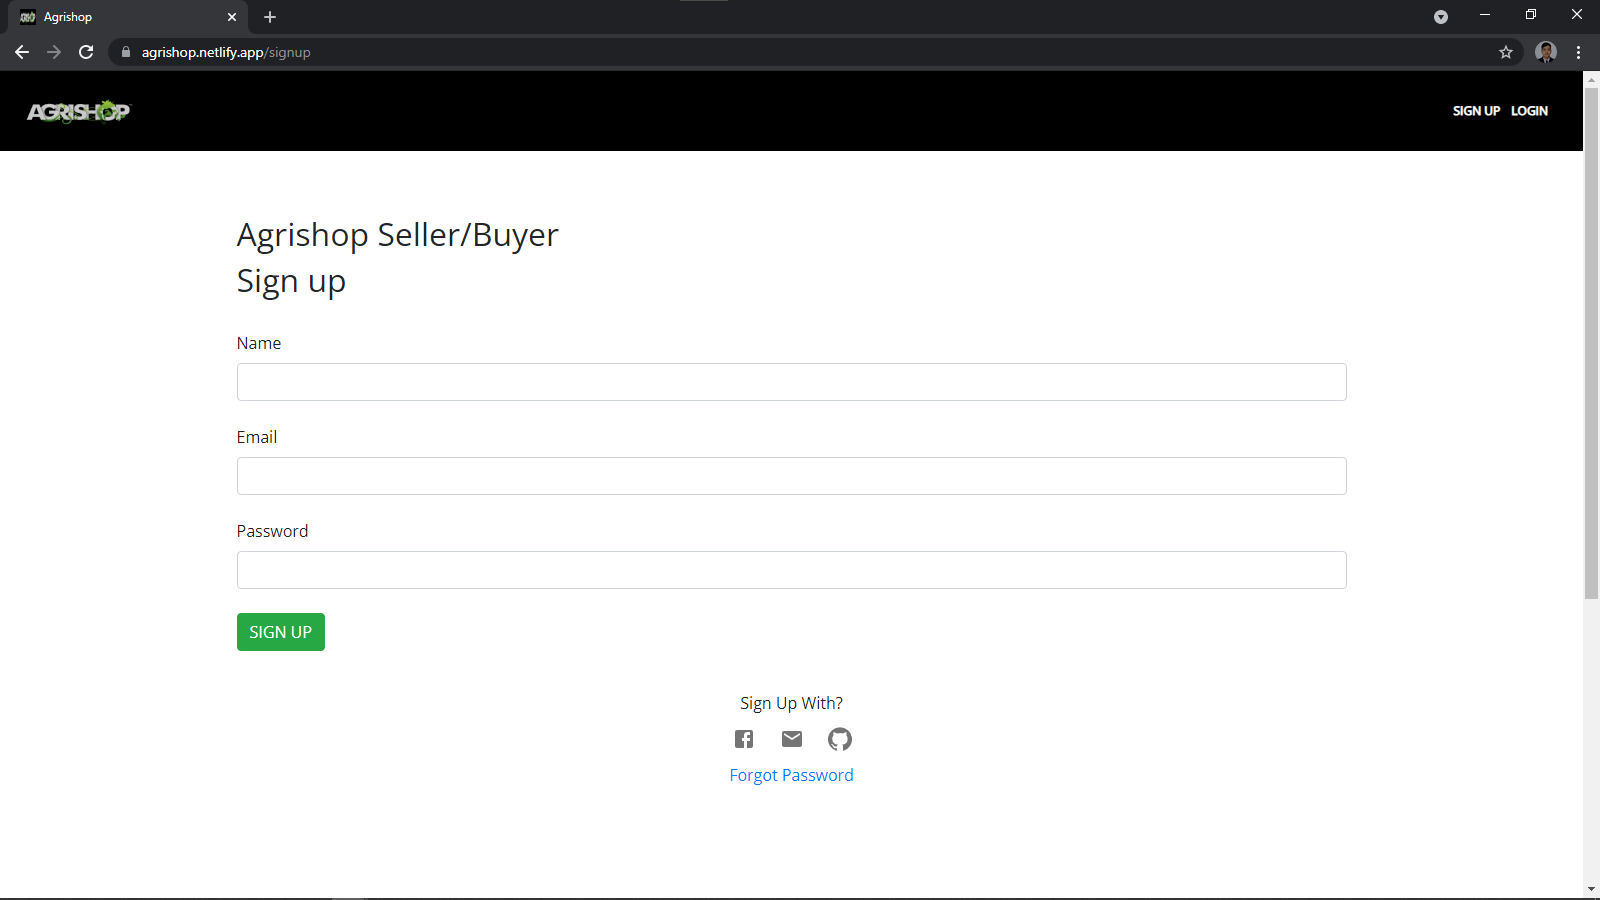 Agrishop
agrishop.netlify.app/signup
AGRISHOP
SIGN UP LOGIN
Agrishop Seller/Buyer
Sign up
Name
Email
Password
SIGN UP
Sign Up With?
Forgot Password